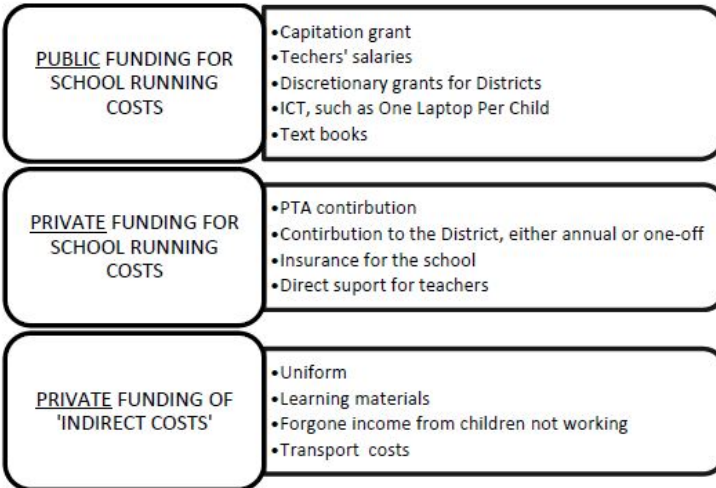 PUBLIC FUNDING FOR
SCHOOL RUNNING
COSTS
•Capitation grant
•Techers' salaries
•Discretionary grants for Districts
•ICT, such as One Laptop Per Child
•Text books
PRIVATE FUNDING FOR
SCHOOL RUNNING
COSTS
•PTA contirbution
•Contirbution to the District, either annual or one-off
•Insurance for the school
•Direct suport for teachers
PRIVATE FUNDING OF
'INDIRECT COSTS'
•Uniform
•Learning materials
•Forgone income from children not working
•Transport costs